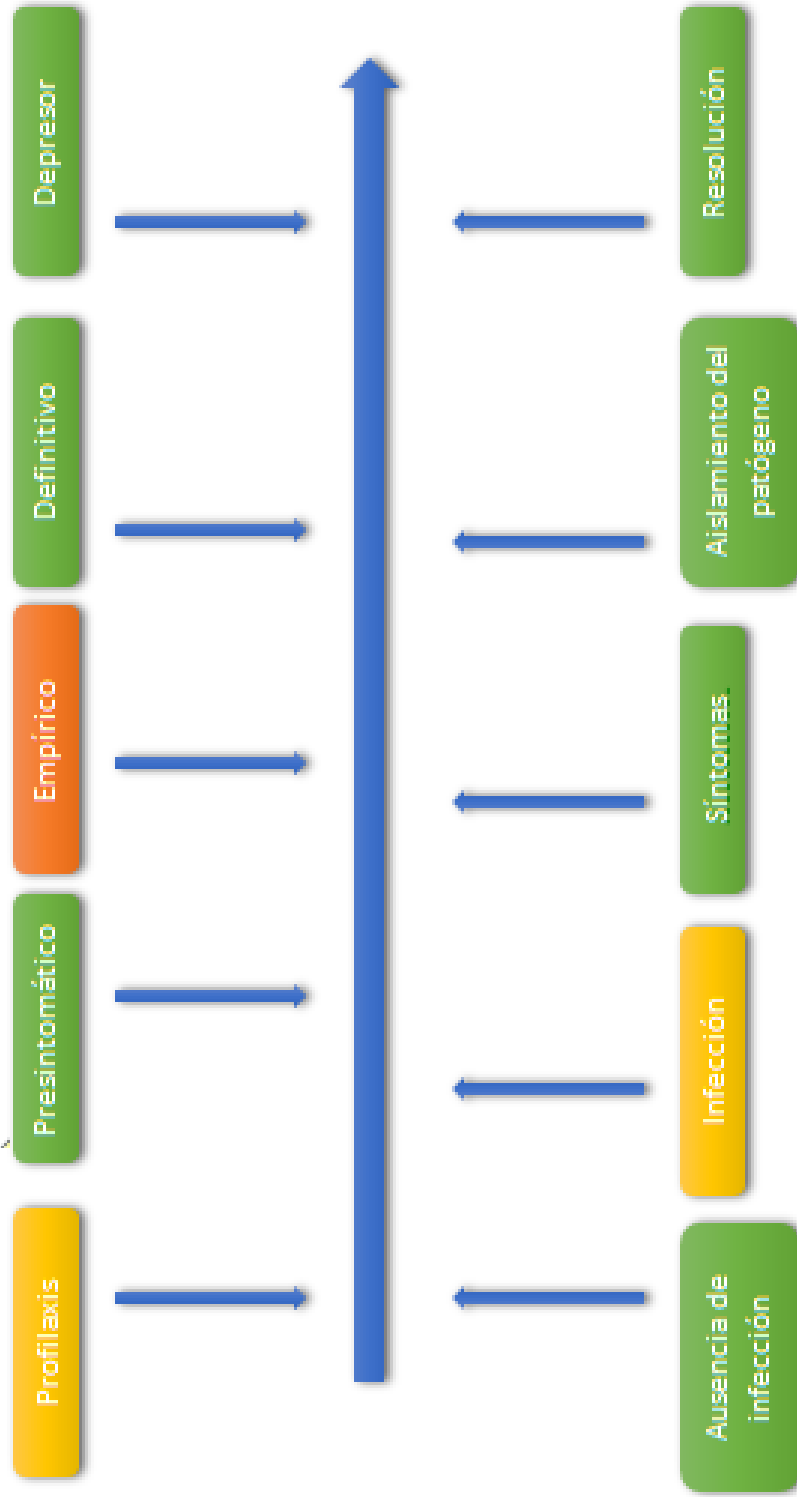 Profilaxis
Presintomático
Empírico
Definitivo
Depresor
Ausencia de
infección
Infección
Síntomas
Aislamiento del
patógeno
Resolución